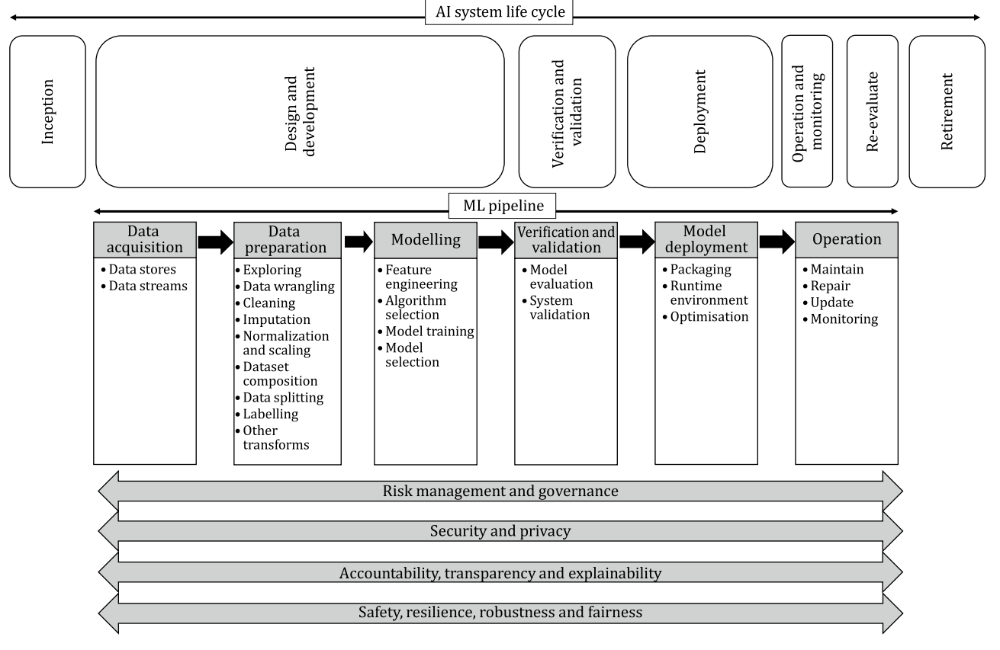 AI system life cycle
Inception
Design and
development
Verification and
validation
Deployment
Operation and
monitoring
Re-evaluate
Retirement
ML pipeline
Data
acquisition
• Data stores
• Data streams
Data
preparation
• Exploring
• Data wrangling
• Cleaning
• Imputation
• Normalization
and scaling
• Dataset
composition
• Data splitting
• Labelling
• Other
transforms
Modelling
• Feature
engineering
• Algorithm
selection
• Model training
• Model
selection
Verification and
validation
• Model
evaluation
• System
validation
Model
deployment
• Packaging
• Runtime
environment
• Optimisation
Operation
• Maintain
• Repair
• Update
• Monitoring
Risk management and governance
Security and privacy
Accountability, transparency and explainability
Safety, resilience, robustness and fairness